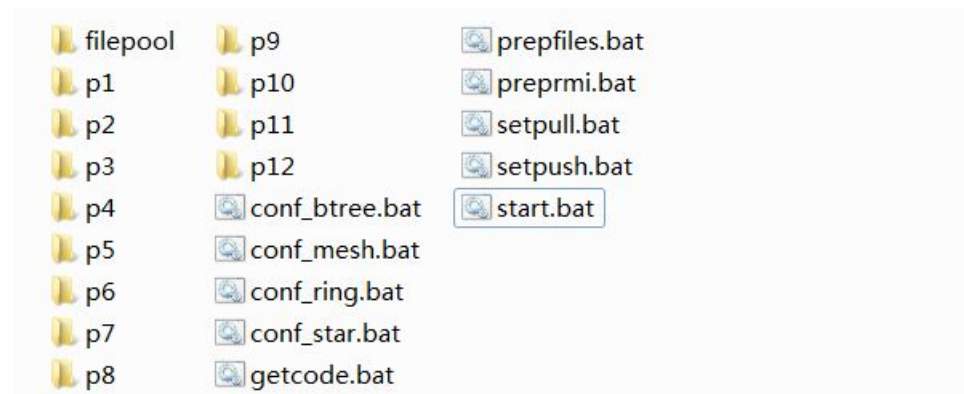 filepool
p1
p2
p3
p4
p5
p6
p7
p8
p9
p10
p11
p12
conf_btree.bat
conf_mesh.bat
conf_ring.bat
conf_star.bat
getcode.bat
prepfiles.bat
preprmi.bat
setpull.bat
setpush.bat
start.bat